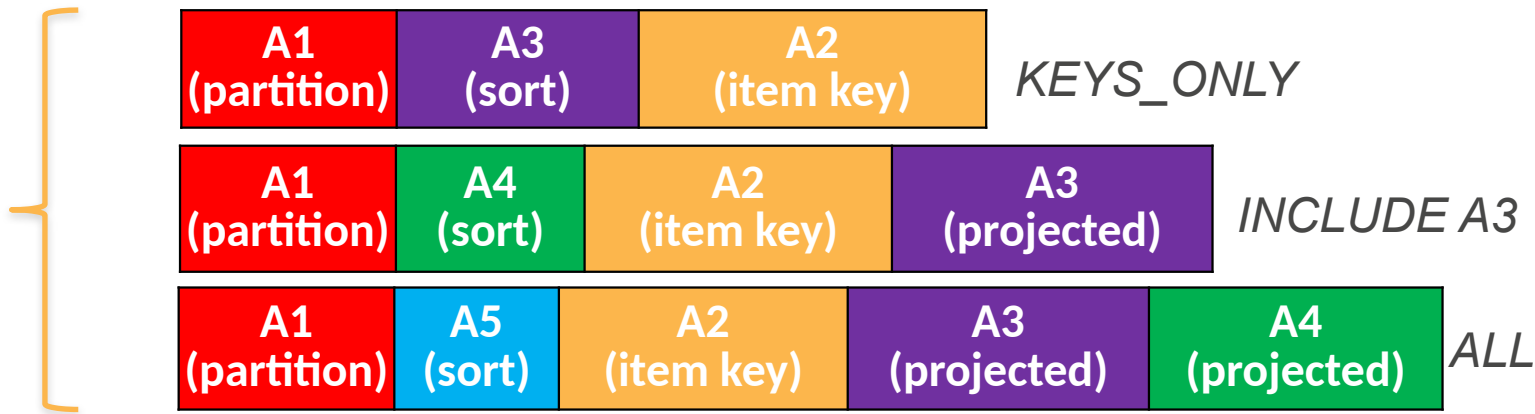 A1 A3 A2
(partition) (sort) (item key) KEYS_ONLY
A1 A4 A2 A3
(partition) (sort) (item key) (projected) INCLUDE A3
A1 A5 A2 A3 A4
(partition) (sort) (item key) (projected) (projected) ALL